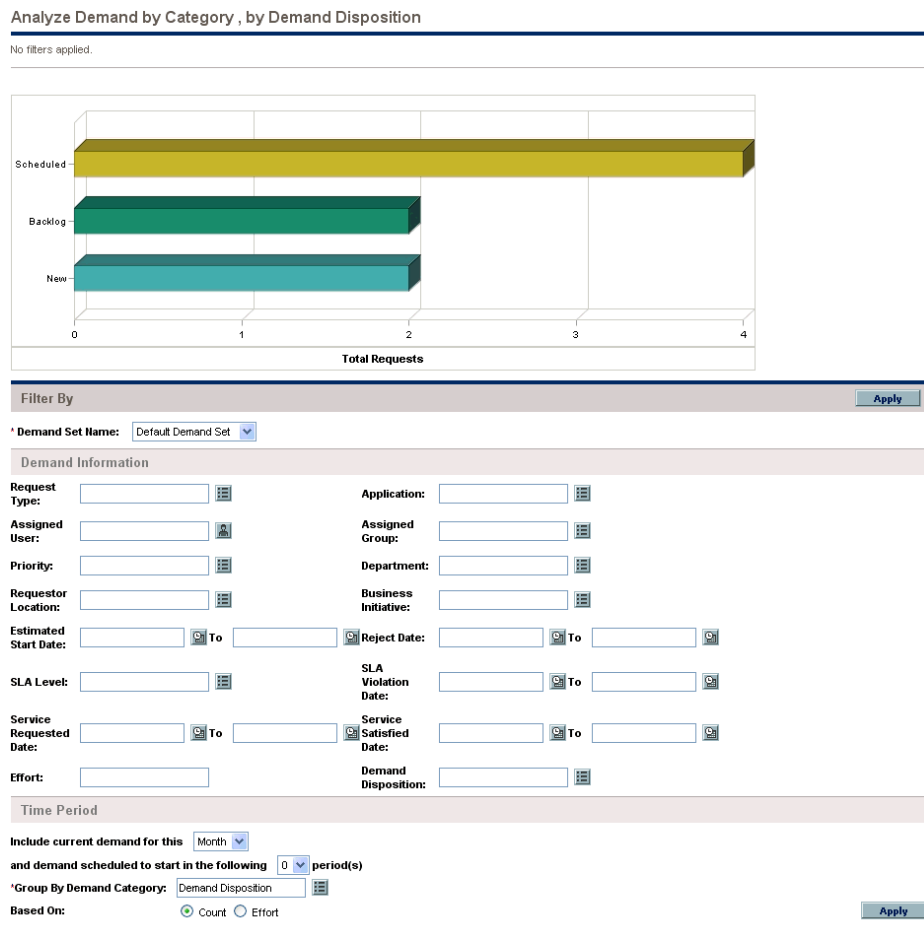 Analyze Demand by Category , by Demand Disposition
No filters applied.
Scheduled
Backlog
New
0 1 2 3 4
Total Requests
Filter By Apply
* Demand Set Name: Default Demand Set
Demand Information
Request Type: Application:
Assigned User: Assigned Group:
Priority: Department:
Requestor Location: Business Initiative:
Estimated Start Date: To Reject Date: To
SLA Level: SLA Violation Date: To
Service Requested Date: To Service Satisfied Date: To
Effort: Demand Disposition:
Time Period
Include current demand for this Month
and demand scheduled to start in the following 0 period(s)
*Group By Demand Category: Demand Disposition
Based On: Count Effort Apply